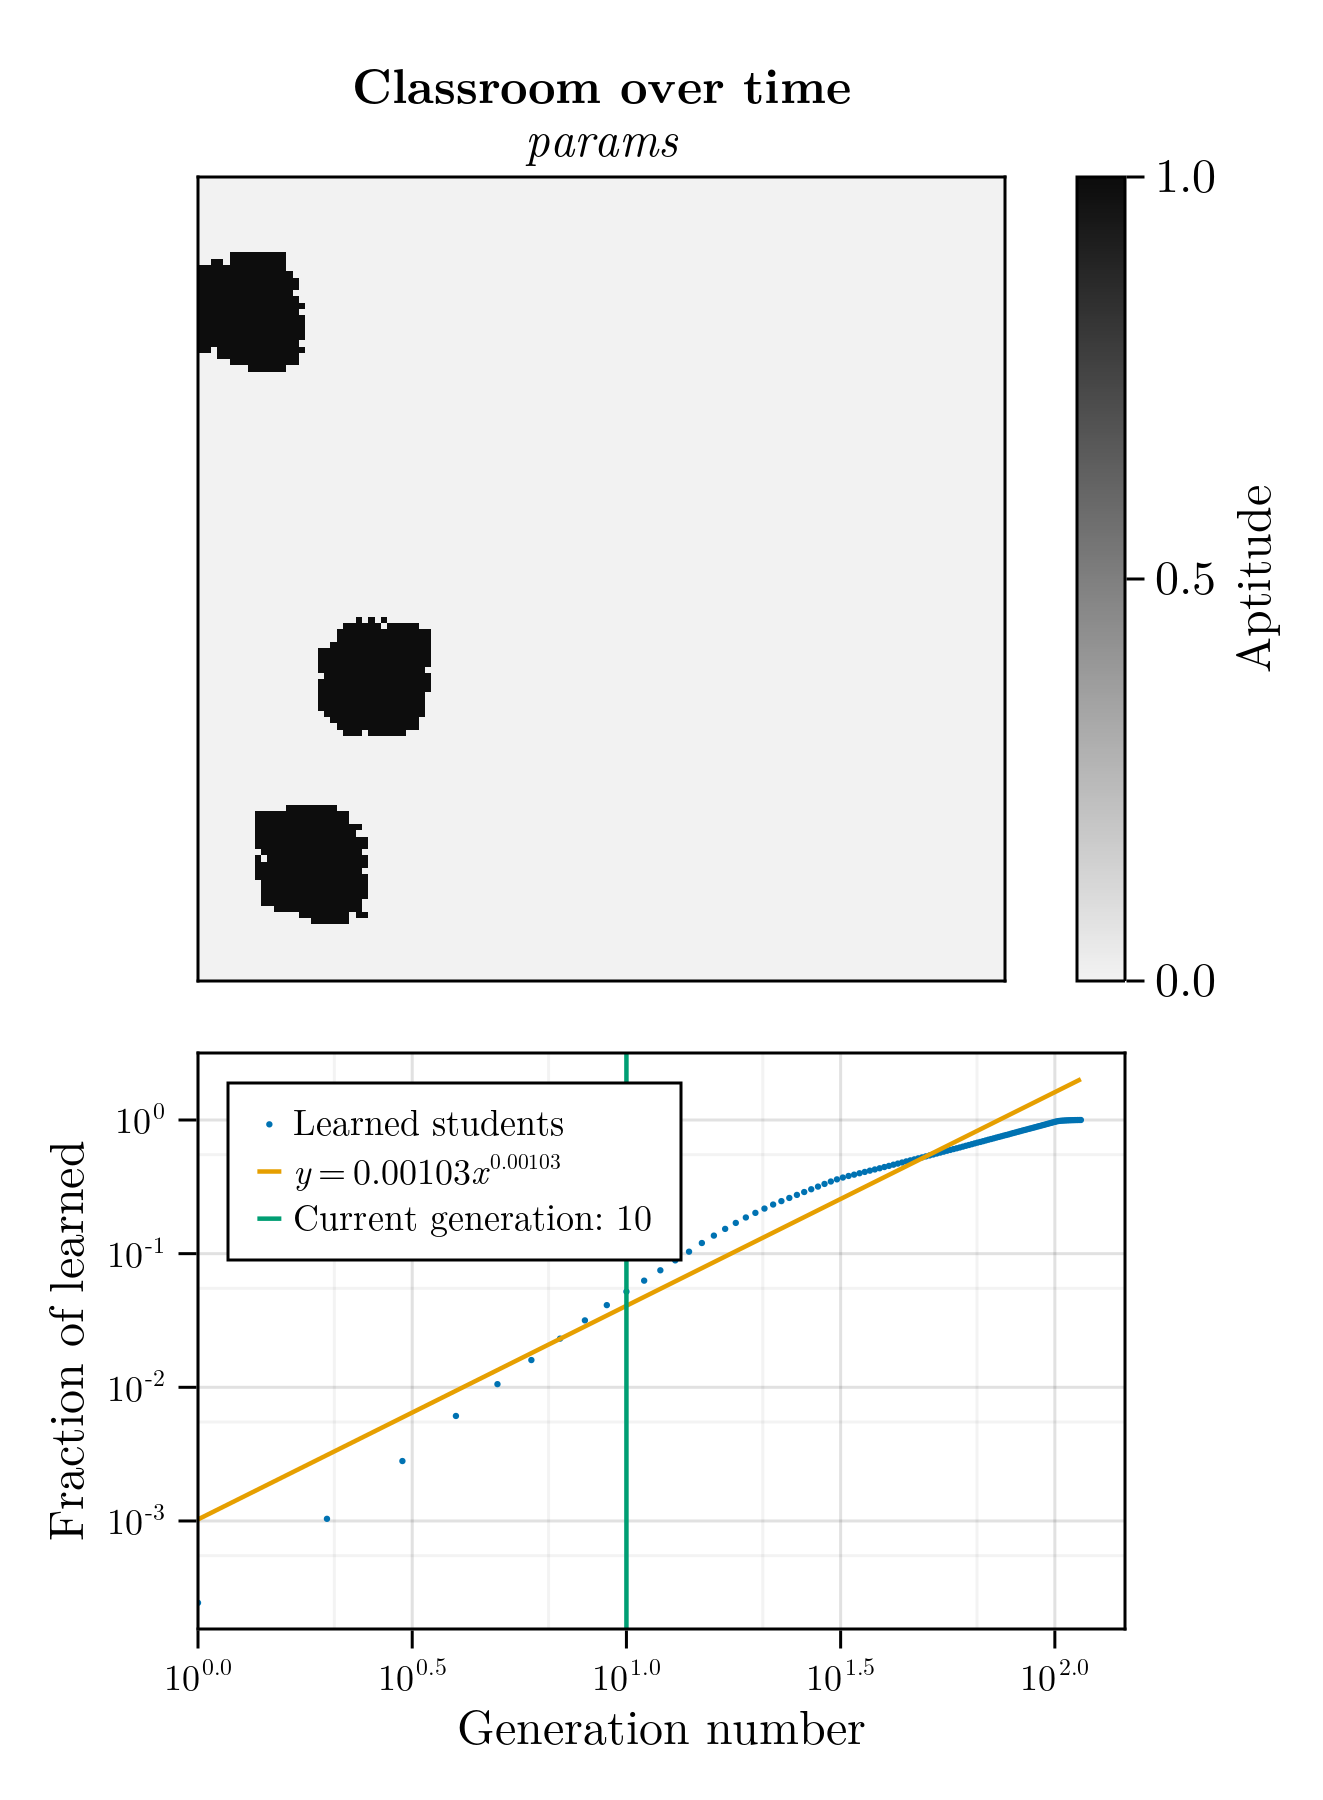 Classroom over time
params
1.0
0.5
0.0
Aptitude
Learned students
y = 0.00103x^0.00103
Current generation: 10
10^0
10^-1
10^-2
10^-3
Fraction of learned
10^0.0 10^0.5 10^1.0 10^1.5 10^2.0
Generation number